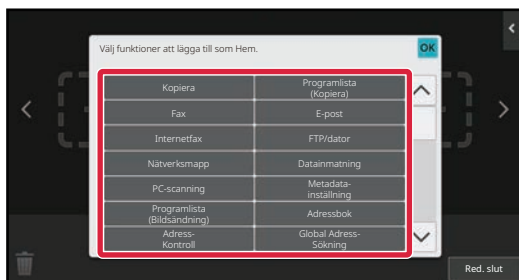 Välj funktioner att lägga till som Hem.
OK
Kopiera
Programlista
(Kopiera)
Fax
E-post
Internetfax
FTP/dator
Nätverksmapp
Datainmatning
PC-scanning
Metadata-
inställning
Programlista
(Bildsändning)
Adressbok
Adress-
Kontroll
Global Adress-
Sökning
Red. slut